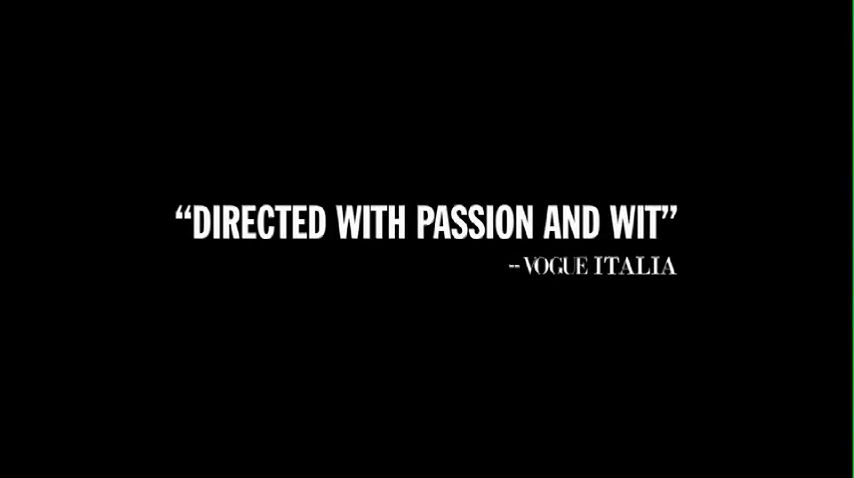 “DIRECTED WITH PASSION AND WIT”
-- VOGUE ITALIA